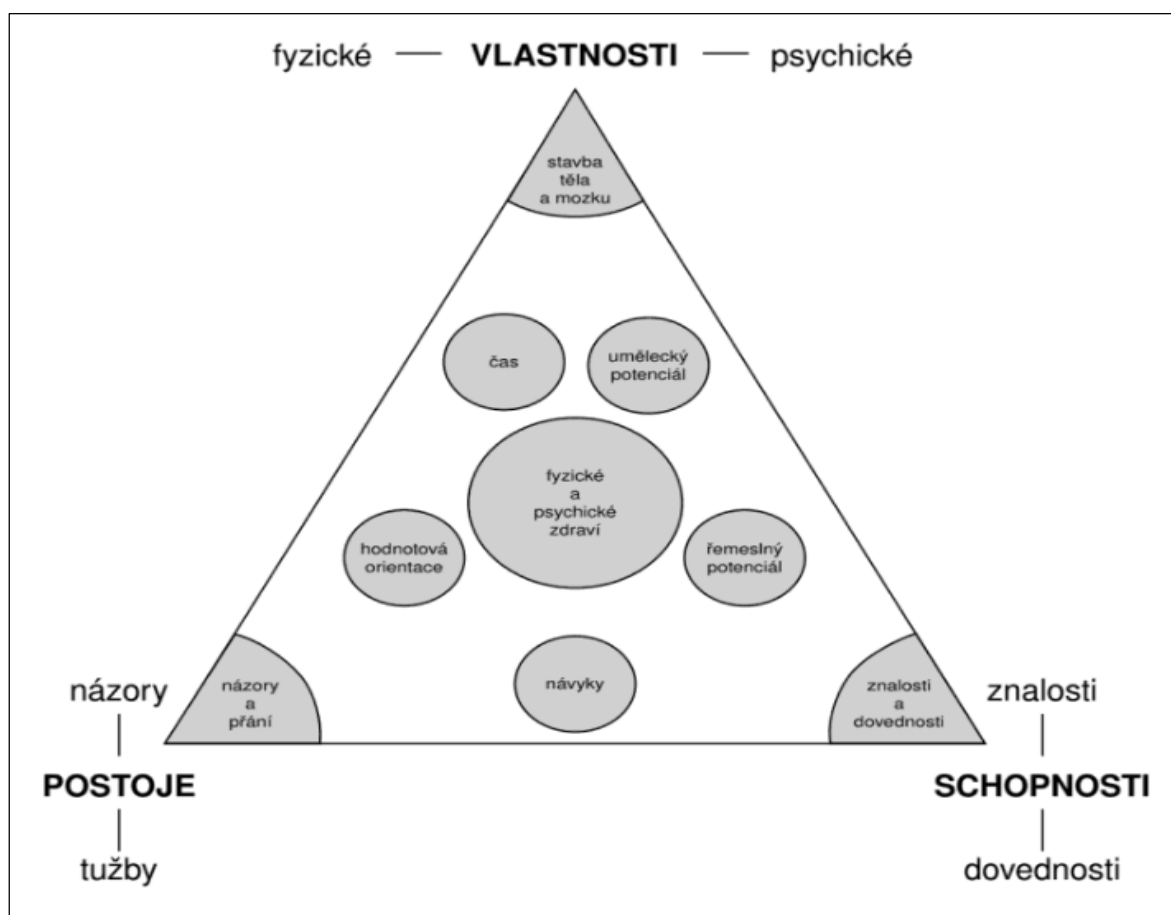 fyzické — VLASTNOSTI — psychické
stavba
těla
a mozku
čas
umělecký
potenciál
fyzické
a
psychické
zdraví
hodnotová
orientace
řemeslný
potenciál
návyky
názory
a
přání
znalosti
a
dovednosti
názory
POSTOJE
tužby
znalosti
SCHOPNOSTI
dovednosti